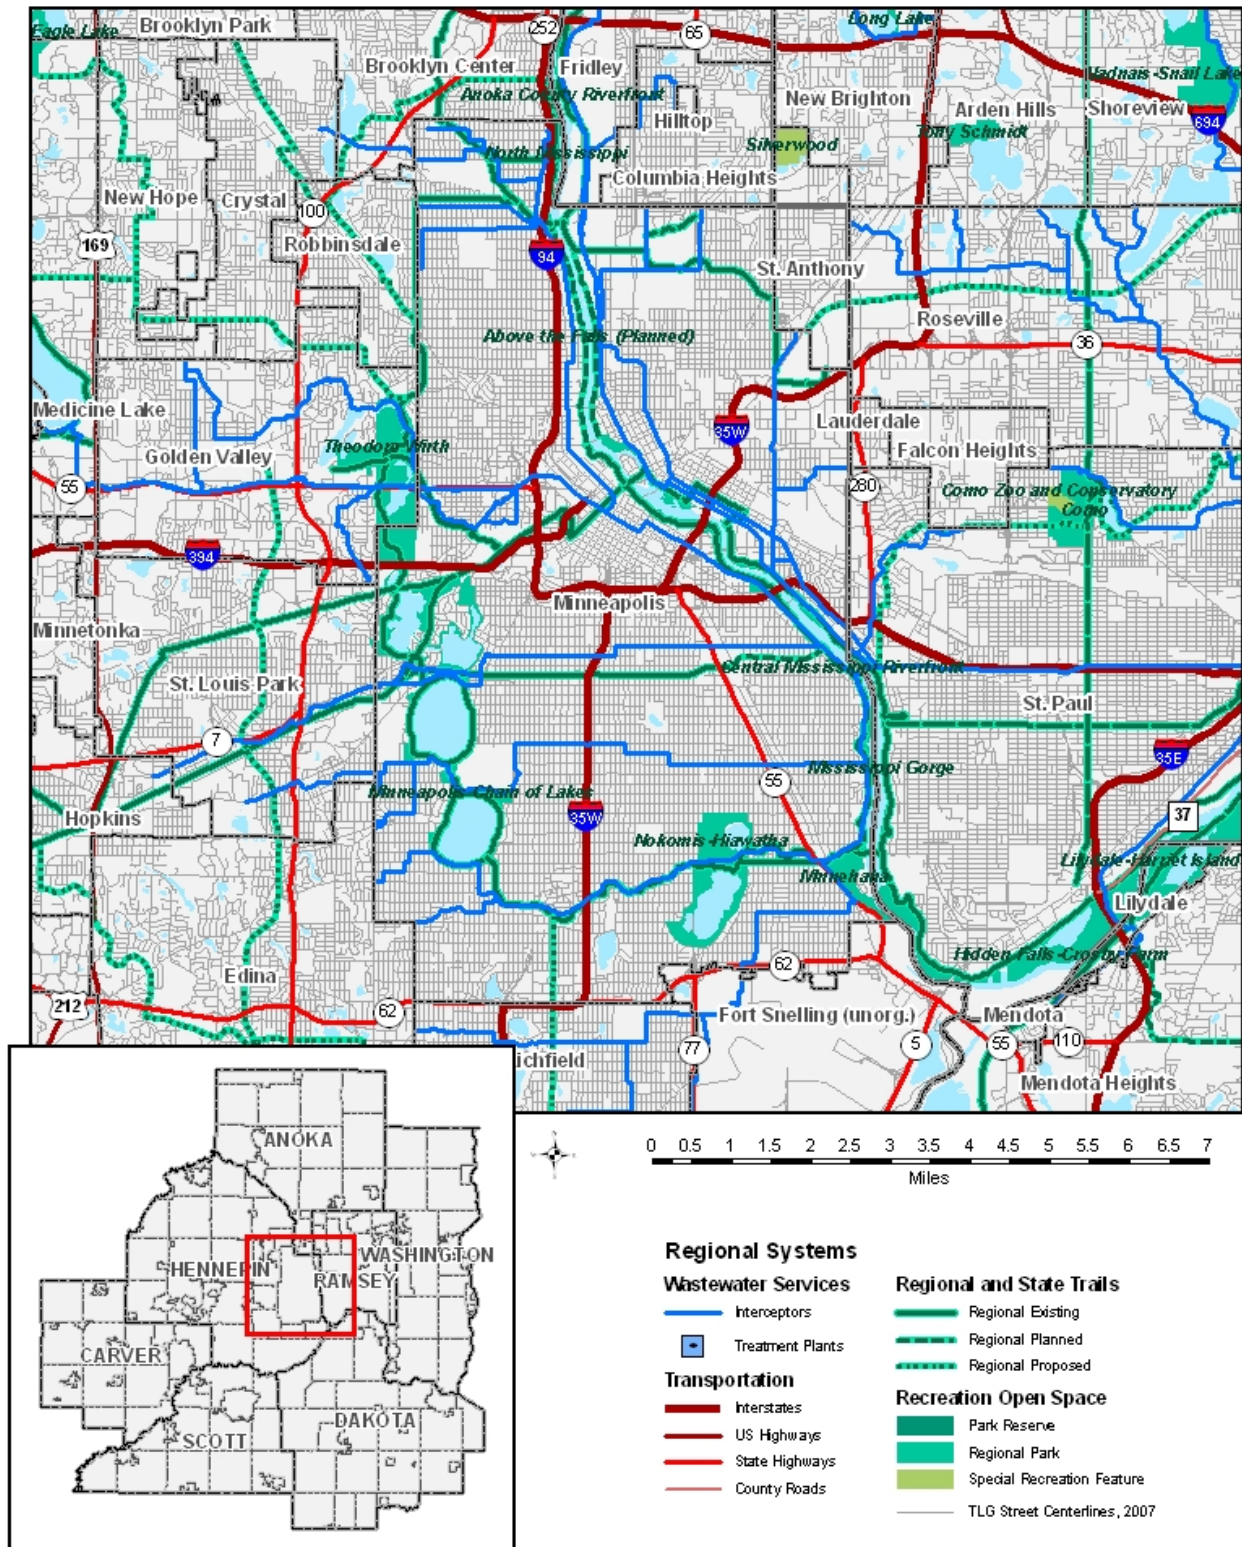 Eagle Lake
Brooklyn Park
252
65
Long Lake
Brooklyn Center
Fridley
Vadnais-Snail Lake
Anoka County Riverfront
New Brighton
Arden Hills
Shoreview
Hilltop
694
Silverwood
Tony Schmidt
North Mississippi
Columbia Heights
New Hope
Crystal
100
169
Robbinsdale
94
St. Anthony
Roseville
Above the Falls (Planned)
36
Medicine Lake
35W
Lauderdale
Theodore Wirth
Falcon Heights
Golden Valley
55
280
Como Zoo and Conservatory
Como
394
Minneapolis
Minnetonka
Central Mississippi Riverfront
St. Louis Park
St. Paul
7
35E
Mississippi Gorge
55
Minneapolis Chain of Lakes
35W
37
Hopkins
Nokomis-Hiawatha
Lilydale-Harriet Island
Minnehaha
Lilydale
Hidden Falls-Crosby Farm
62
Edina
212
62
Fort Snelling (unorg.)
Mendota
77
5
55
110
ichfield
Mendota Heights
ANOKA
WASHINGTON
HENNEPIN
RAMSEY
CARVER
DAKOTA
SCOTT
0 0.5 1 1.5 2 2.5 3 3.5 4 4.5 5 5.5 6 6.5 7
Miles
Regional Systems
Wastewater Services
Interceptors
Treatment Plants
Transportation
Interstates
US Highways
State Highways
County Roads
Regional and State Trails
Regional Existing
Regional Planned
Regional Proposed
Recreation Open Space
Park Reserve
Regional Park
Special Recreation Feature
TLG Street Centerlines, 2007